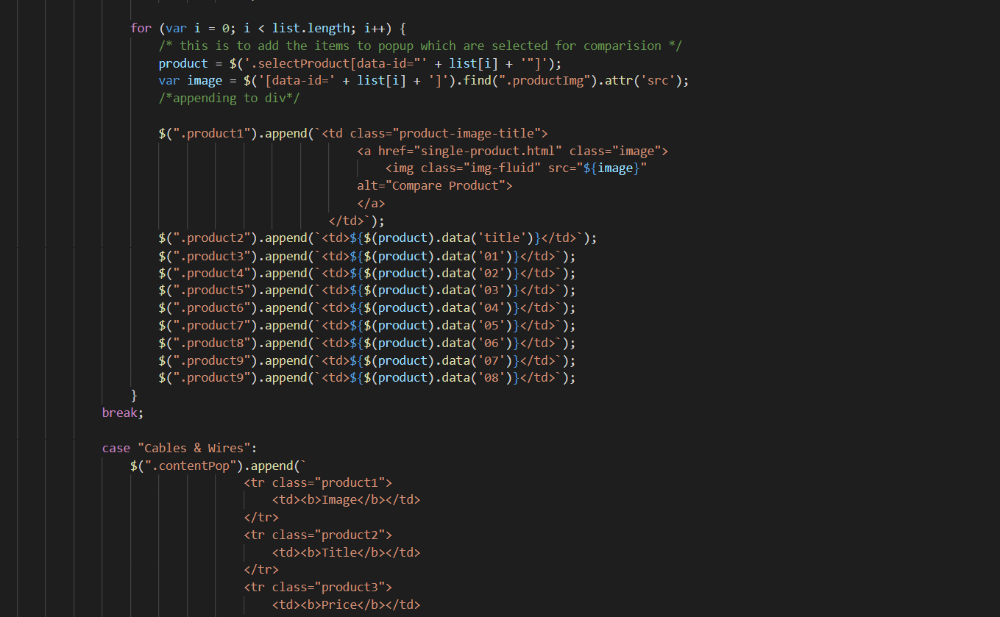 for (var i = 0; i < list.length; i++) {
/* this is to add the items to popup which are selected for comparision */
product = $('.selectProduct[data-id="' + list[i] + '"]');
var image = $('[data-id=' + list[i] + ']').find(".productImg").attr('src');
/*appending to div*/
$(".product1").append(`<td class="product-image-title">
<a href="single-product.html" class="image">
<img class="img-fluid" src="${image}"
alt="Compare Product">
</a>
</td>`);
$(".product2").append(`<td>${$(product).data('title')}</td>`);
$(".product3").append(`<td>${$(product).data('01')}</td>`);
$(".product4").append(`<td>${$(product).data('02')}</td>`);
$(".product5").append(`<td>${$(product).data('03')}</td>`);
$(".product6").append(`<td>${$(product).data('04')}</td>`);
$(".product7").append(`<td>${$(product).data('05')}</td>`);
$(".product8").append(`<td>${$(product).data('06')}</td>`);
$(".product9").append(`<td>${$(product).data('07')}</td>`);
$(".product9").append(`<td>${$(product).data('08')}</td>`);
}
break;
case "Cables & Wires":
$(".contentPop").append(`
<tr class="product1">
<td><b>Image</b></td>
</tr>
<tr class="product2">
<td><b>Title</b></td>
</tr>
<tr class="product3">
<td><b>Price</b></td>